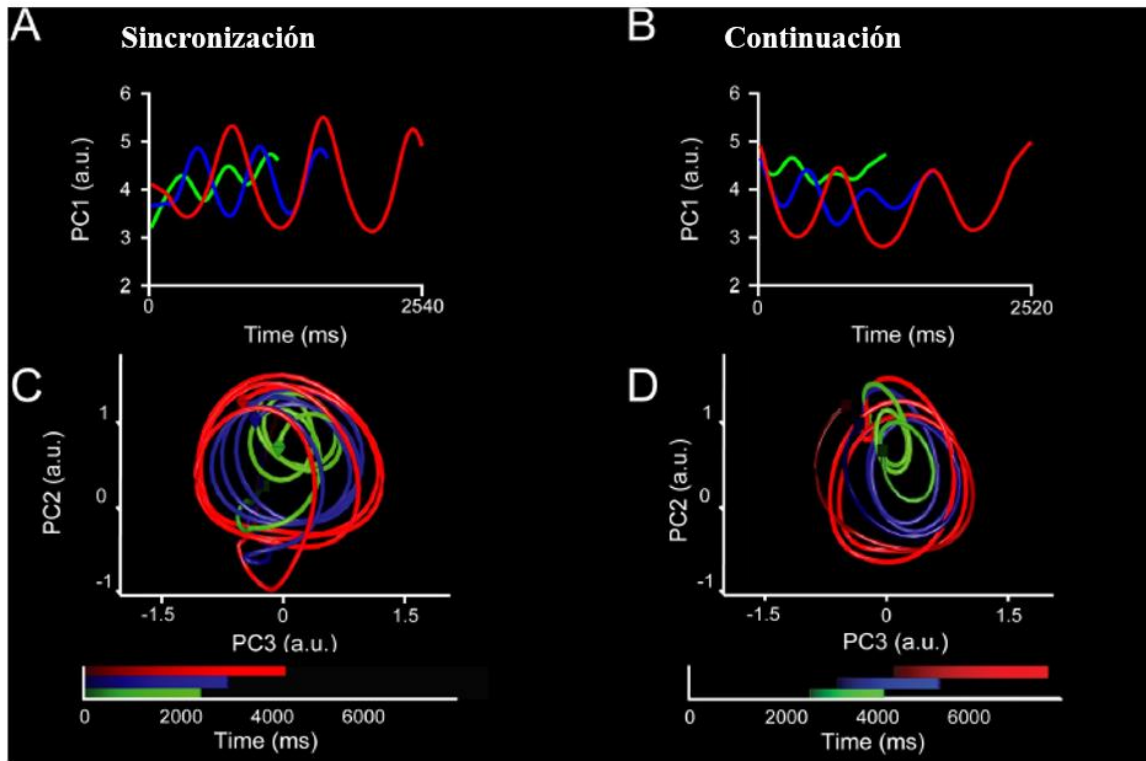 A
Sincronización
B
Continuación
6
5
4
3
2
PC1 (a.u.)
0
2540
Time (ms)
6
5
4
3
2
PC1 (a.u.)
0
2520
Time (ms)
C
1
0
-1
PC2 (a.u.)
-1.5
0
1.5
PC3 (a.u.)
D
1
0
-1
PC2 (a.u.)
-1.5
0
1.5
PC3 (a.u.)
0
2000
4000
6000
Time (ms)
0
2000
4000
6000
Time (ms)